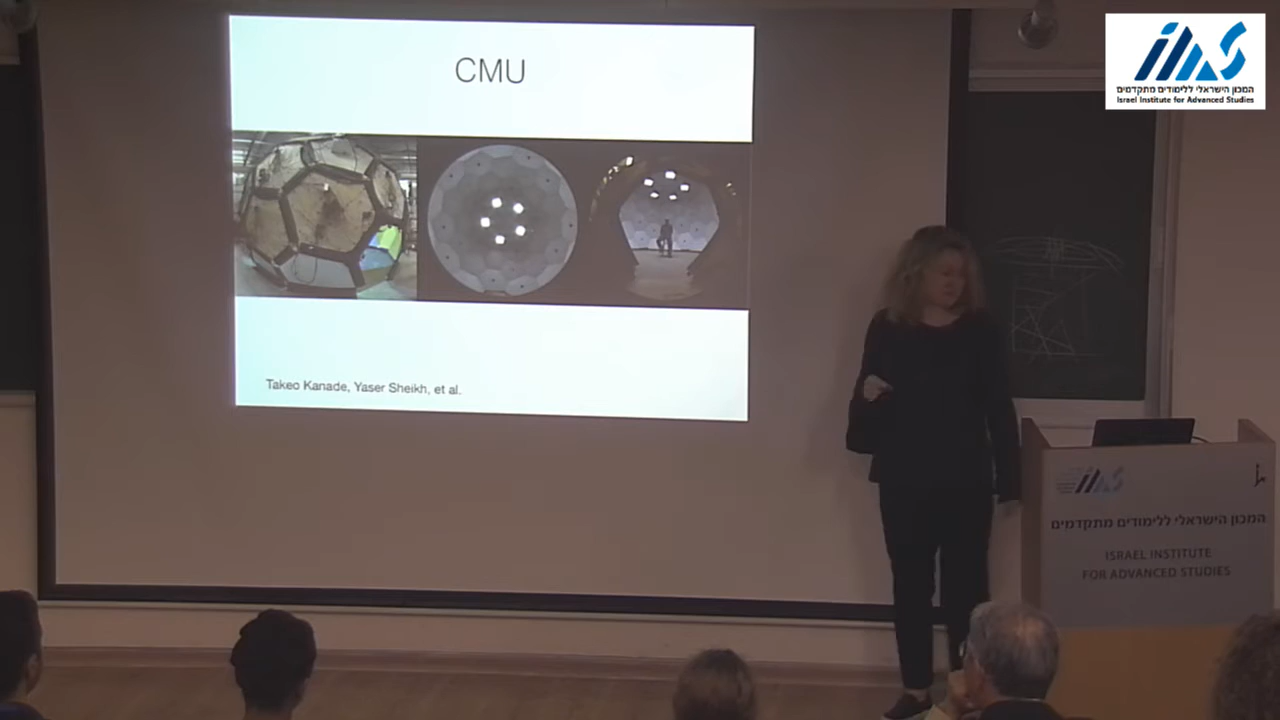 CMU
Takeo Kanade, Yaser Sheikh, et al.
המכון הישראלי ללימודים מתקדמים
Israel Institute for Advanced Studies
המכון הישראלי ללימודים מתקדמים
ISRAEL INSTITUTE
FOR ADVANCED STUDIES